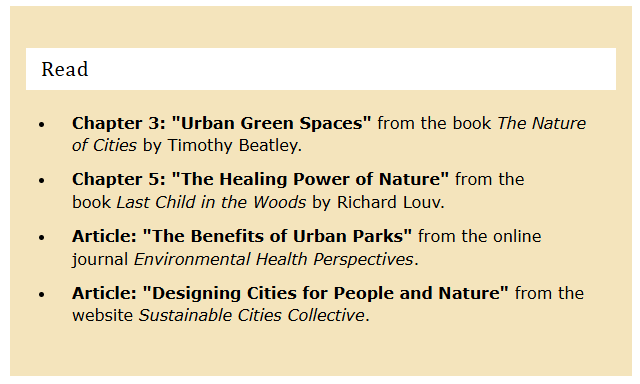 Read
• Chapter 3: "Urban Green Spaces" from the book The Nature
of Cities by Timothy Beatley.
• Chapter 5: "The Healing Power of Nature" from the
book Last Child in the Woods by Richard Louv.
• Article: "The Benefits of Urban Parks" from the online
journal Environmental Health Perspectives.
• Article: "Designing Cities for People and Nature" from the
website Sustainable Cities Collective.